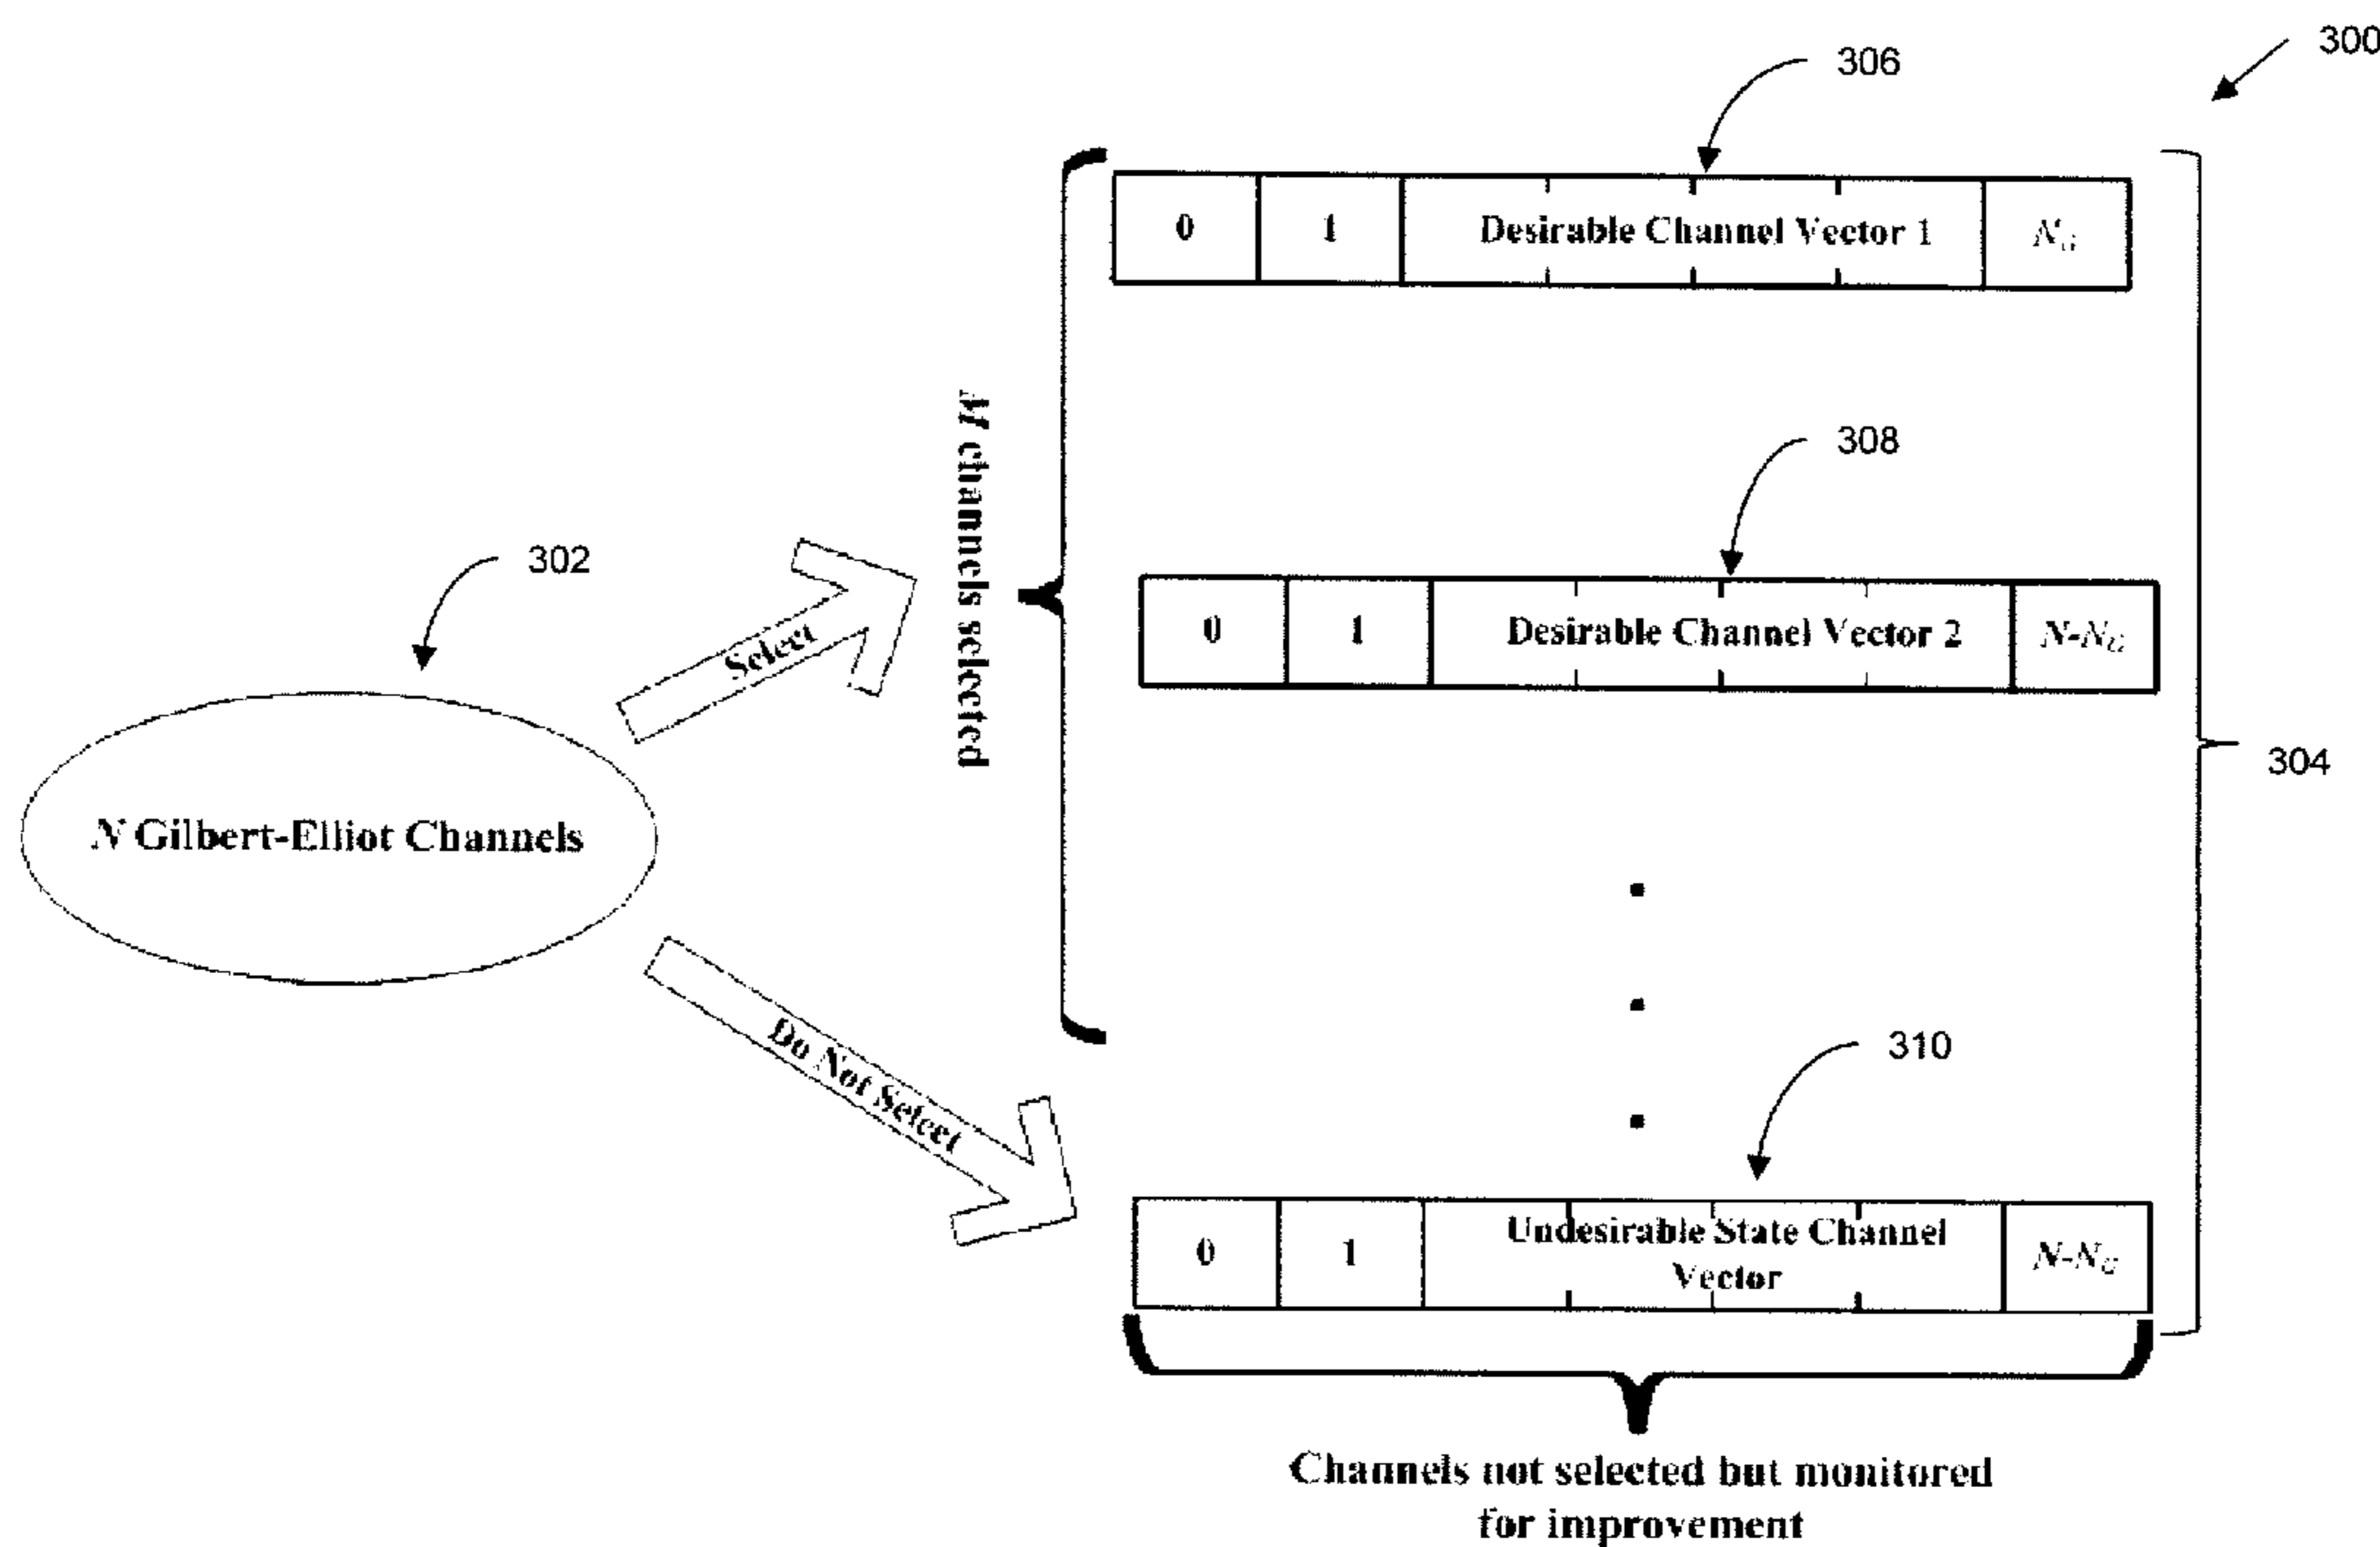 300
306
0 1 Desirable Channel Vector 1
308
0 1 Desirable Channel Vector 2 N-N_G
M channels selected
302
Select
304
N Gilbert-Elliot Channels
Do Not Select
310
0 1 Undesirable State Channel
Vector N-N_G
Channels not selected but monitored
for improvement